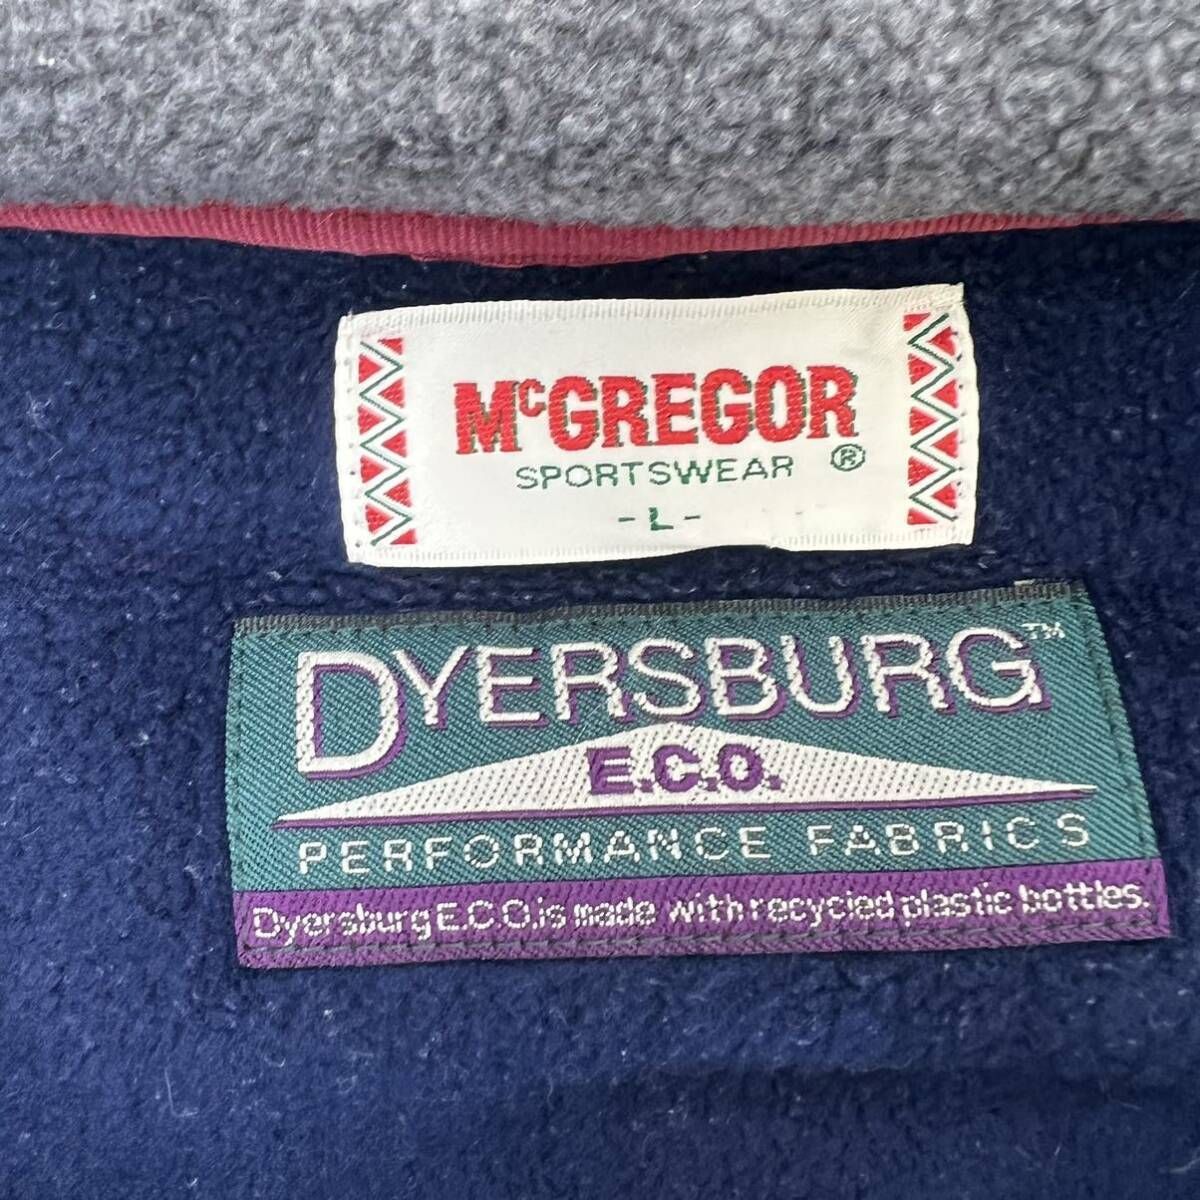 McGREGOR
SPORTSWEAR ®
- L -
DYERSBURG™
E.C.O.
PERFORMANCE FABRICS
Dyersburg E.C.O. is made with recycled plastic bottles.